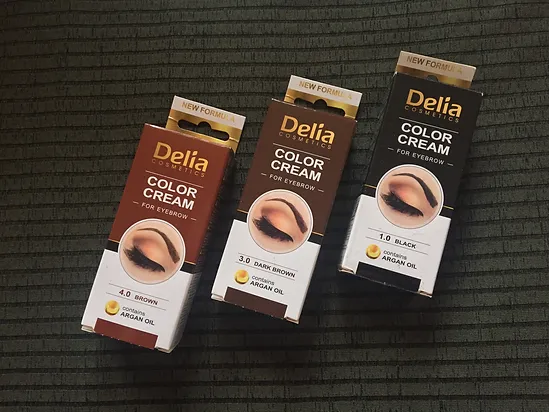 NEW FORMULA
Delia
COSMETICS
COLOR
CREAM
FOR EYEBROW
4.0 BROWN
contains
ARGAN OIL
NEW FORMULA
Delia
COSMETICS
COLOR
CREAM
FOR EYEBROW
3.0 DARK BROWN
contains
ARGAN OIL
NEW FORMULA
Delia
COSMETICS
COLOR
CREAM
FOR EYEBROW
1.0 BLACK
contains
ARGAN OIL